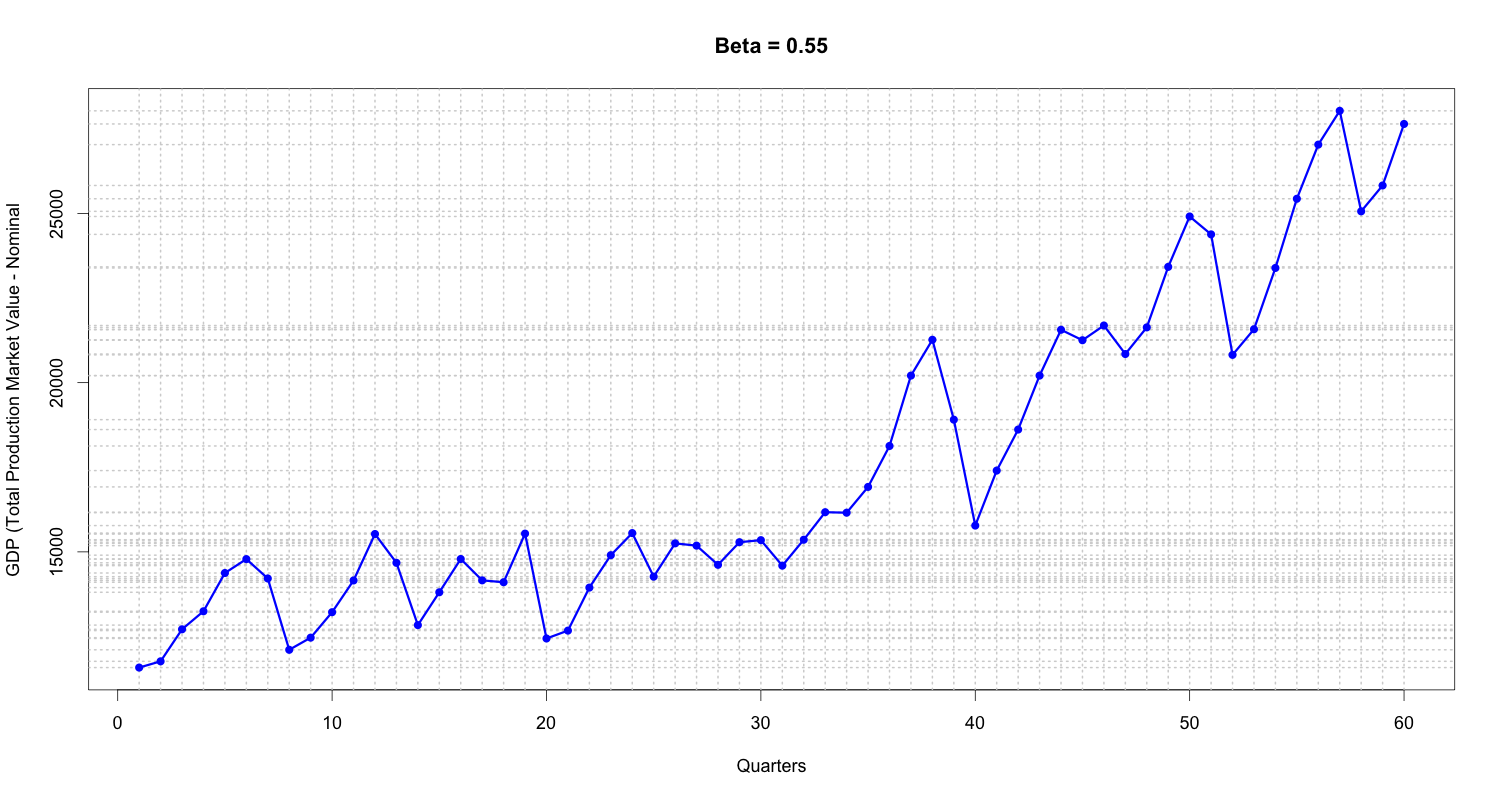 Beta = 0.55
GDP (Total Production Market Value - Nominal
25000
20000
15000
0 10 20 30 40 50 60
Quarters